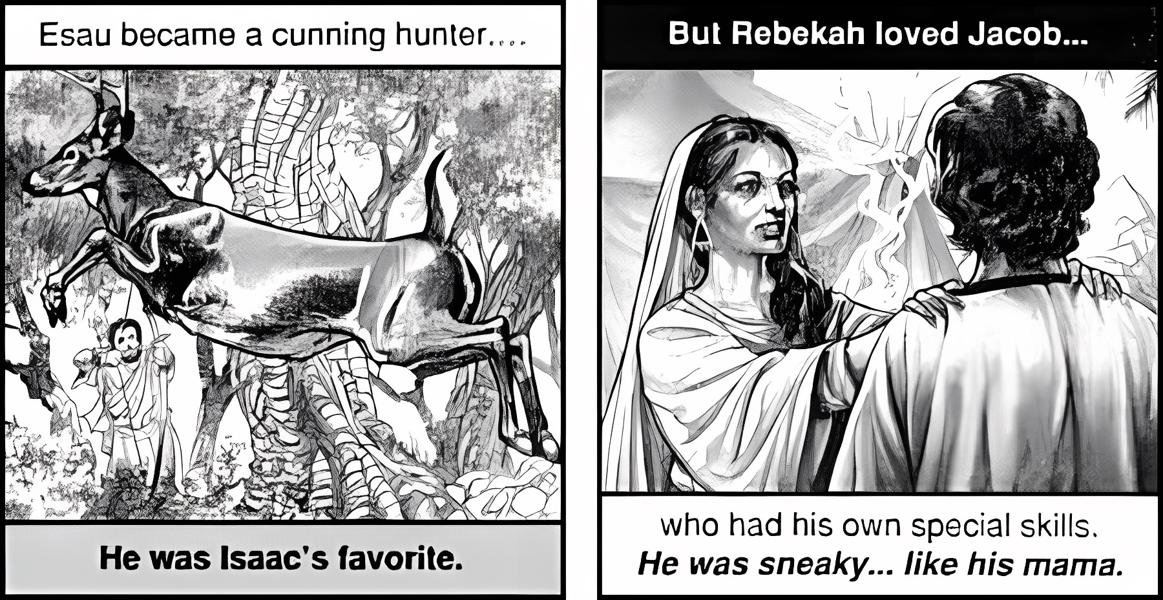 Esau became a cunning hunter....
He was Isaac's favorite.
But Rebekah loved Jacob...
who had his own special skills.
He was sneaky... like his mama.